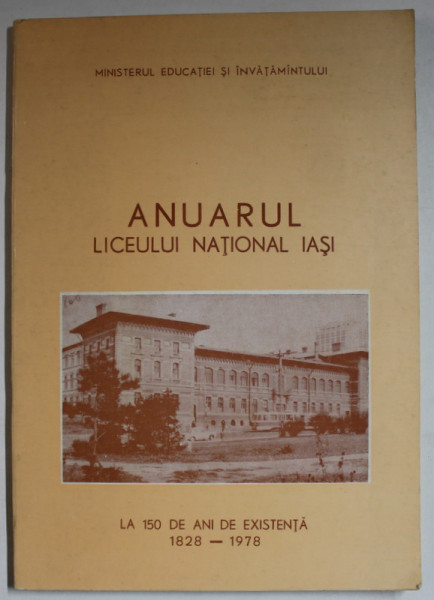 MINISTERUL EDUCAȚIEI ȘI ÎNVĂȚĂMÎNTULUI
ANUARUL
LICEULUI NAȚIONAL IAȘI
LA 150 DE ANI DE EXISTENȚĂ
1828 — 1978